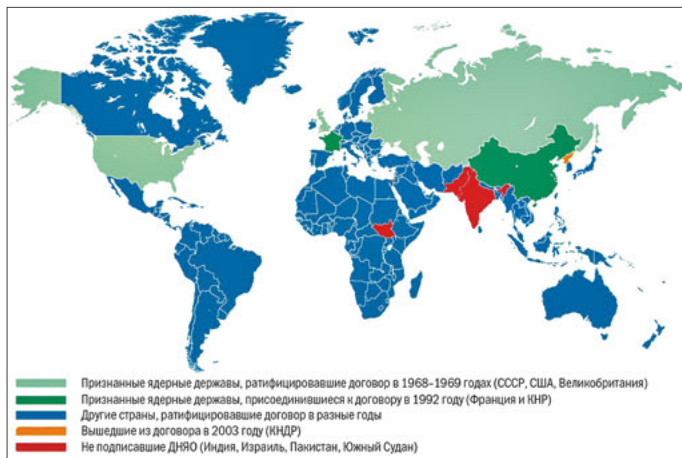 Признанные ядерные державы, ратифицировавшие договор в 1968–1969 годах (СССР, США, Великобритания)
Признанные ядерные державы, присоединившиеся к договору в 1992 году (Франция и КНР)
Другие страны, ратифицировавшие договор в разные годы
Вышедшие из договора в 2003 году (КНДР)
Не подписавшие ДНЯО (Индия, Израиль, Пакистан, Южный Судан)